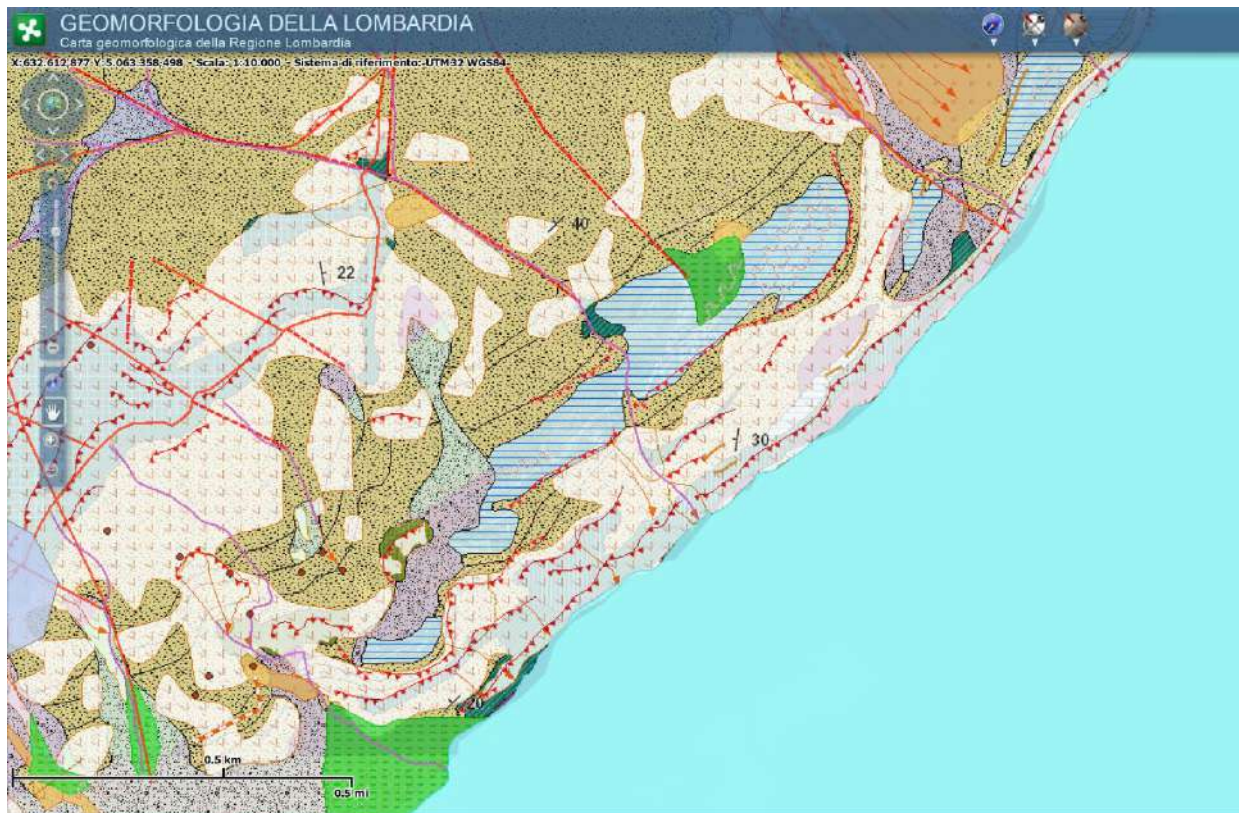 GEOMORFOLOGIA DELLA LOMBARDIA
Carta geomorfologica della Regione Lombardia
X:632.612,877 Y:5.063.358,498 - Scala: 1:10.000 - Sistema di riferimento: UTM32 WGS84
40
22
30
20
0.5 km
0.5 mi